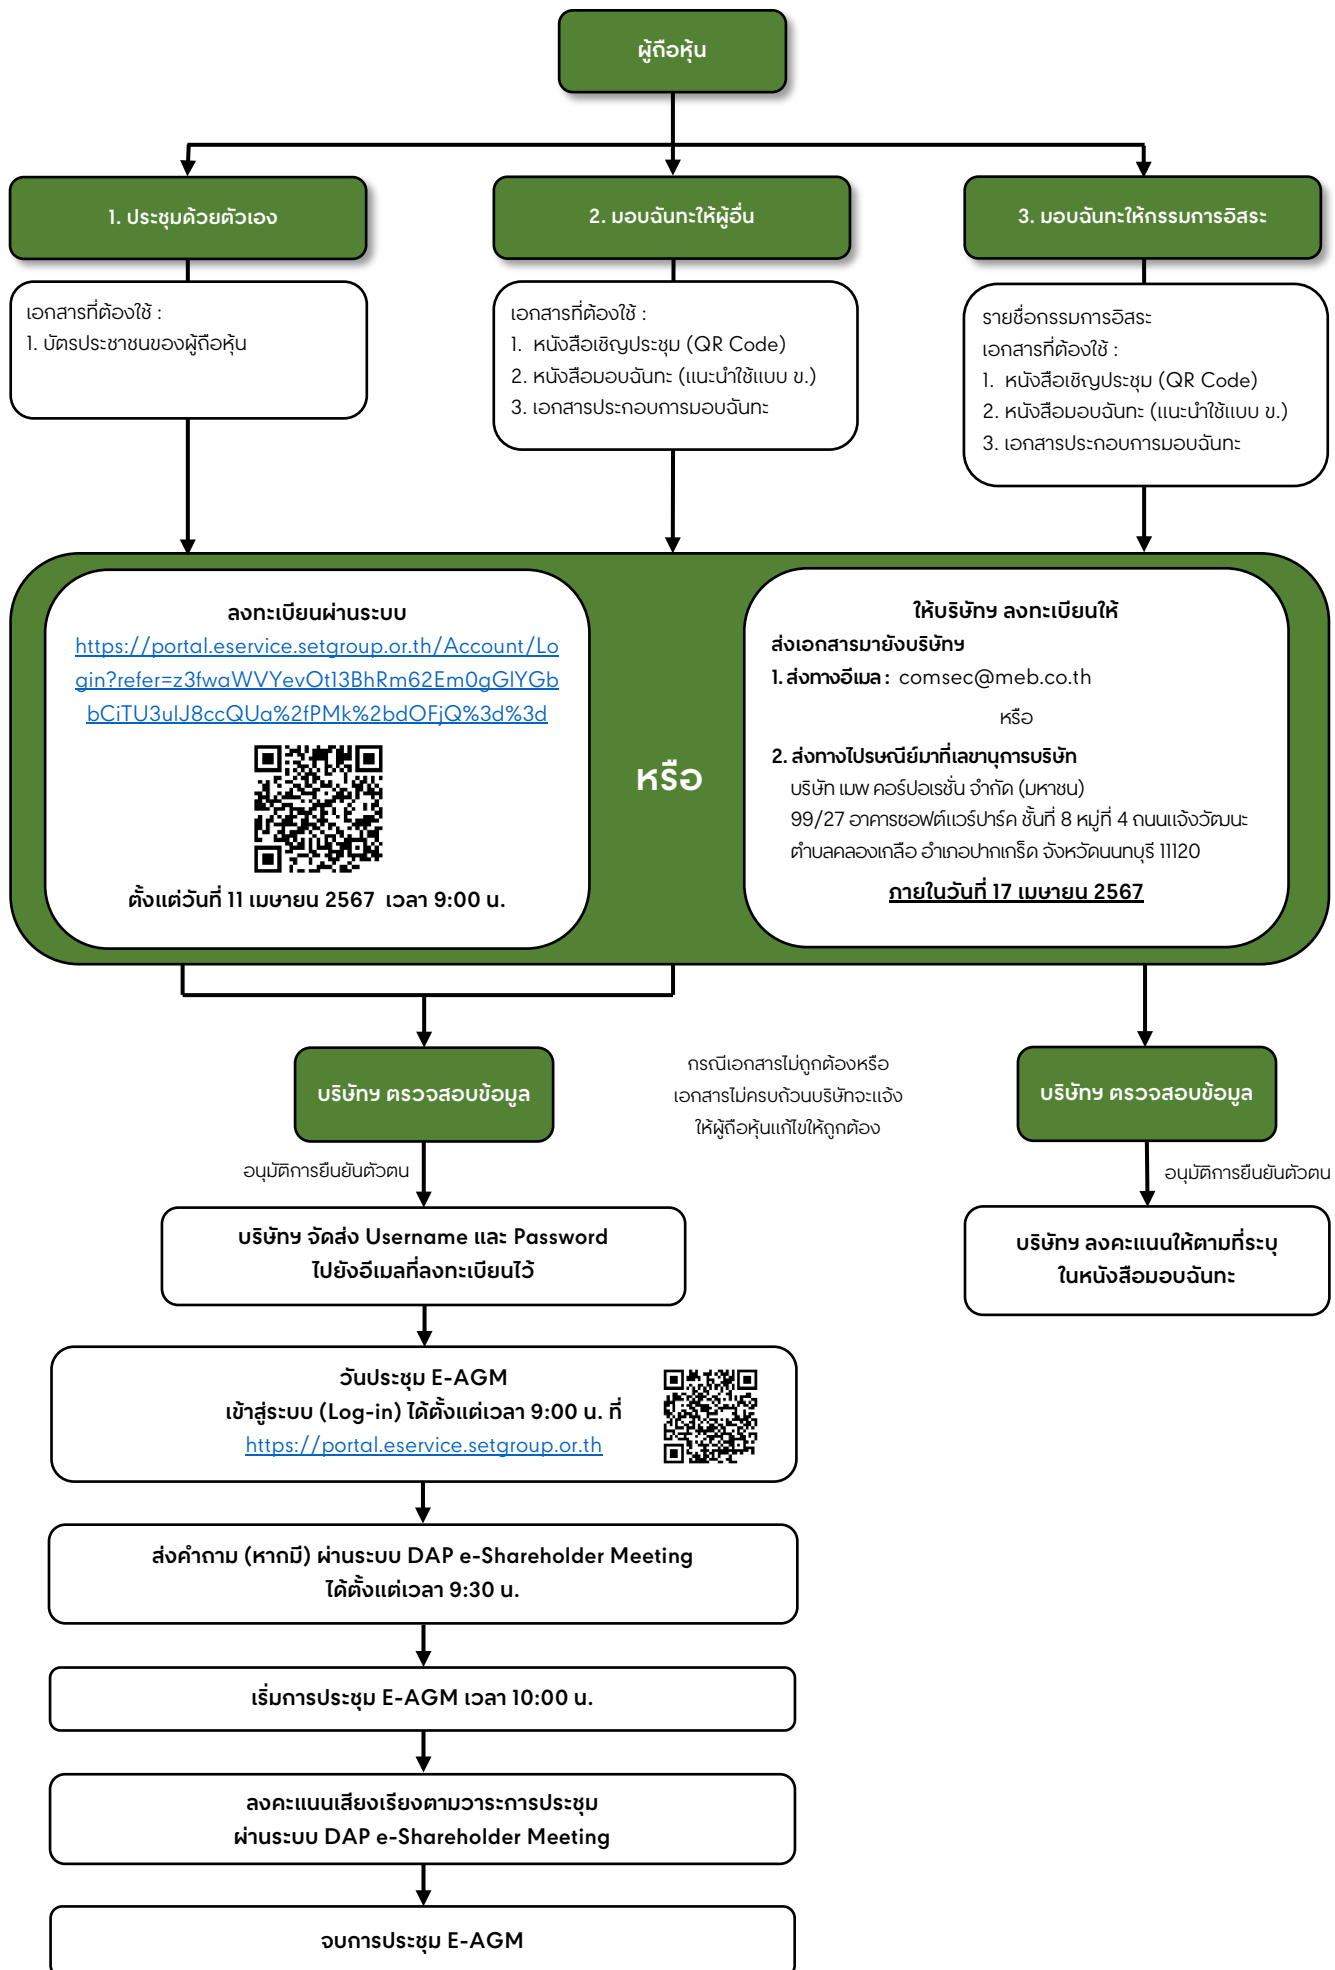 ผู้ถือหุ้น
1. ประชุมด้วยตัวเอง
2. มอบฉันทะให้ผู้อื่น
3. มอบฉันทะให้กรรมการอิสระ
เอกสารที่ต้องใช้ :
1. บัตรประชาชนของผู้ถือหุ้น
เอกสารที่ต้องใช้ :
1. หนังสือเชิญประชุม (QR Code)
2. หนังสือมอบฉันทะ (แนะนำใช้แบบ ข.)
3. เอกสารประกอบการมอบฉันทะ
รายชื่อกรรมการอิสระ
เอกสารที่ต้องใช้ :
1. หนังสือเชิญประชุม (QR Code)
2. หนังสือมอบฉันทะ (แนะนำใช้แบบ ข.)
3. เอกสารประกอบการมอบฉันทะ
ลงทะเบียนผ่านระบบ
https://portal.eservice.setgroup.or.th/Account/Lo
gin?refer=z3fwaWVYevOt13BhRm62Em0gGlYGb
bCiTU3ulJ8ccQUa%2fPMk%2bdOFjQ%3d%3d
ตั้งแต่วันที่ 11 เมษายน 2567 เวลา 9:00 น.
หรือ
ให้บริษัทฯ ลงทะเบียนให้
ส่งเอกสารมายังบริษัทฯ
1. ส่งทางอีเมล : comsec@meb.co.th
หรือ
2. ส่งทางไปรษณีย์มาที่เลขานุการบริษัท
บริษัท เมพ คอร์ปอเรชั่น จำกัด (มหาชน)
99/27 อาคารซอฟต์แวร์ปาร์ค ชั้นที่ 8 หมู่ที่ 4 ถนนแจ้งวัฒนะ
ตำบลคลองเกลือ อำเภอปากเกร็ด จังหวัดนนทบุรี 11120
ภายในวันที่ 17 เมษายน 2567
บริษัทฯ ตรวจสอบข้อมูล
กรณีเอกสารไม่ถูกต้องหรือ
เอกสารไม่ครบถ้วนบริษัทจะแจ้ง
ให้ผู้ถือหุ้นแก้ไขให้ถูกต้อง
บริษัทฯ ตรวจสอบข้อมูล
อนุมัติการยืนยันตัวตน
อนุมัติการยืนยันตัวตน
บริษัทฯ จัดส่ง Username และ Password
ไปยังอีเมลที่ลงทะเบียนไว้
บริษัทฯ ลงคะแนนให้ตามที่ระบุ
ในหนังสือมอบฉันทะ
วันประชุม E-AGM
เข้าสู่ระบบ (Log-in) ได้ตั้งแต่เวลา 9:00 น. ที่
https://portal.eservice.setgroup.or.th
ส่งคำถาม (หากมี) ผ่านระบบ DAP e-Shareholder Meeting
ได้ตั้งแต่เวลา 9:30 น.
เริ่มการประชุม E-AGM เวลา 10:00 น.
ลงคะแนนเสียงเรียงตามวาระการประชุม
ผ่านระบบ DAP e-Shareholder Meeting
จบการประชุม E-AGM